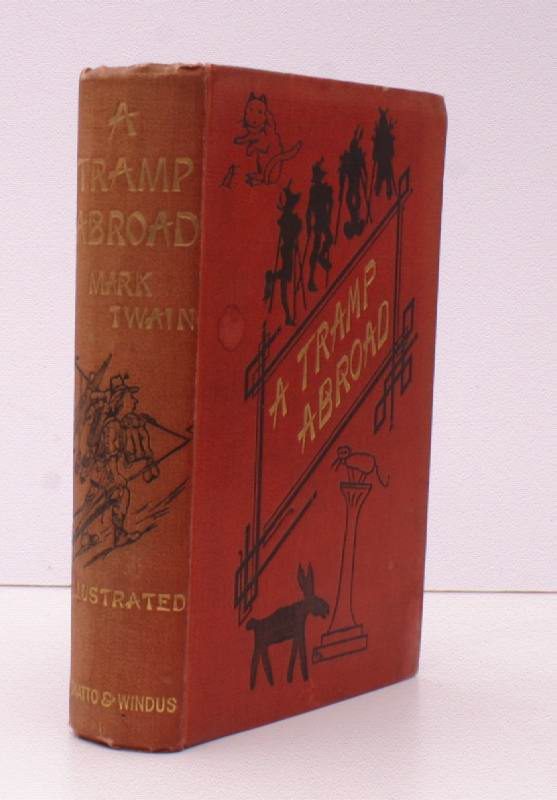 A
TRAMP
ABROAD
MARK
TWAIN
ILLUSTRATED
CHATTO & WINDUS
A TRAMP
ABROAD